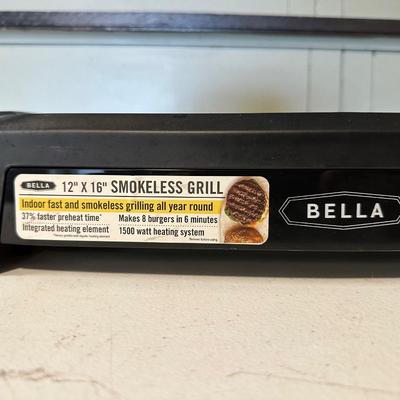 BELLA 12" X 16" SMOKELESS GRILL
Indoor fast and smokeless grilling all year round
37% faster preheat time*
Makes 8 burgers in 6 minutes
Integrated heating element
1500 watt heating system
BELLA